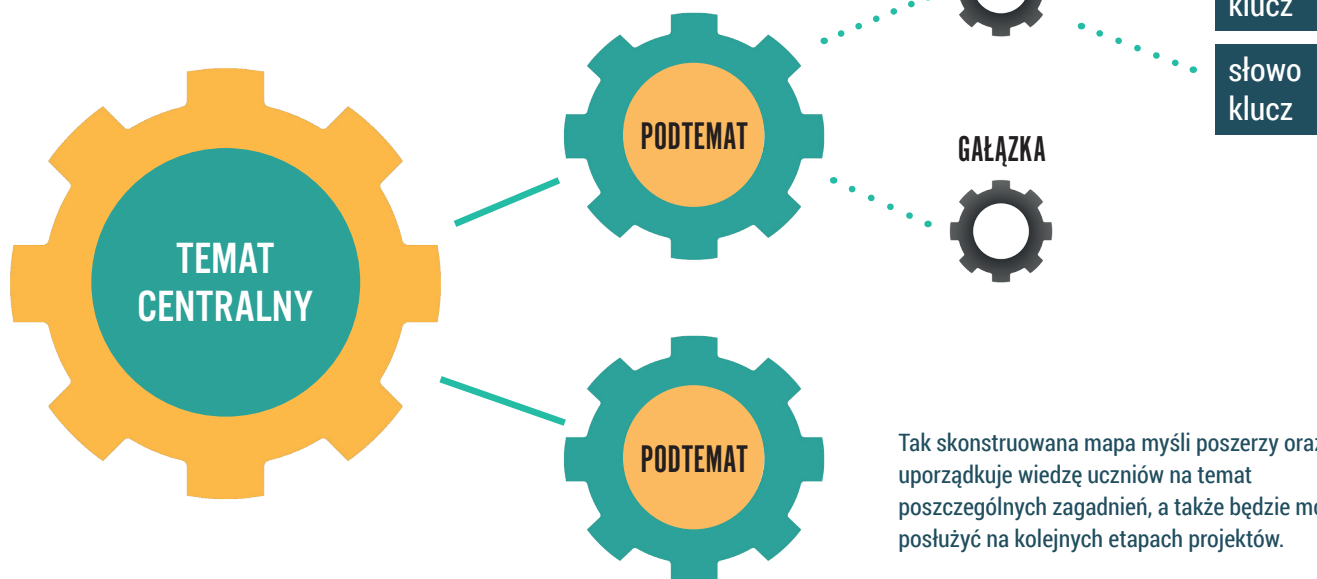 klucz
słowo
klucz
PODTEMAT
GAŁĄZKA
TEMAT
CENTRALNY
PODTEMAT
Tak skonstruowana mapa myśli poszerzy oraz
uporządkuje wiedzę uczniów na temat
poszczególnych zagadnień, a także będzie
posłużyć na kolejnych etapach projektów.